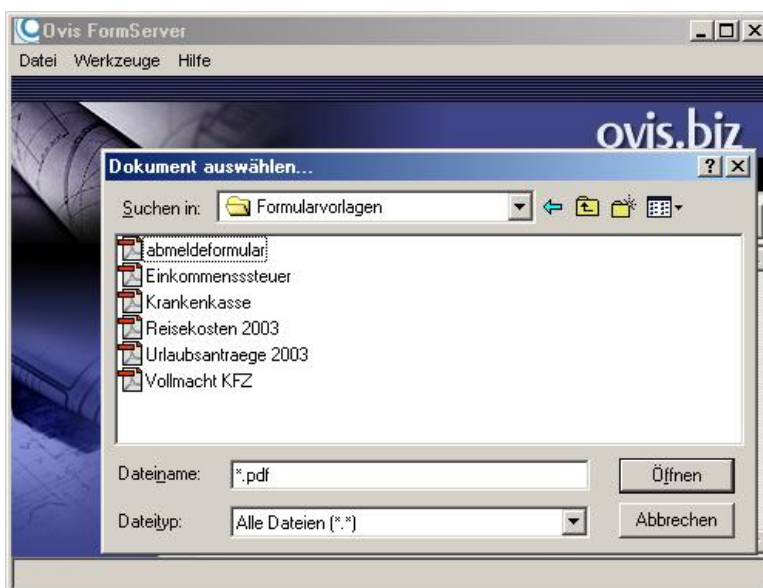 Ovis FormServer
Datei Werkzeuge Hilfe
ovis.biz
Dokument auswählen...
Suchen in: Formularvorlagen
abmeldeformular
Einkommensssteuer
Krankenkasse
Reisekosten 2003
Urlaubsantraege 2003
Vollmacht KFZ
Dateiname: *.pdf Öffnen
Dateityp: Alle Dateien (*.*) Abbrechen